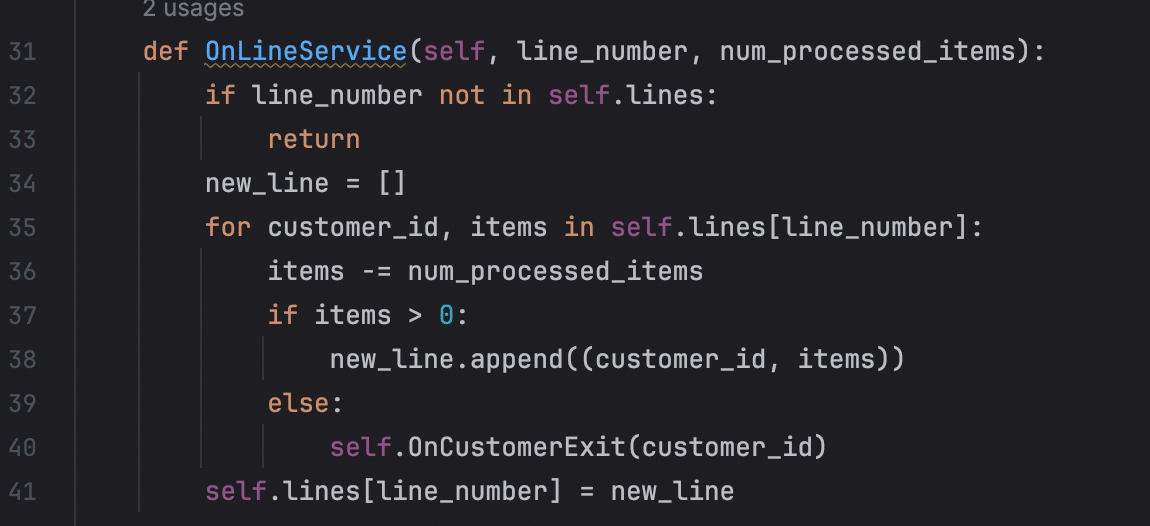 2 usages
31 def OnLineService(self, line_number, num_processed_items):
32 if line_number not in self.lines:
33 return
34 new_line = []
35 for customer_id, items in self.lines[line_number]:
36 items -= num_processed_items
37 if items > 0:
38 new_line.append((customer_id, items))
39 else:
40 self.OnCustomerExit(customer_id)
41 self.lines[line_number] = new_line